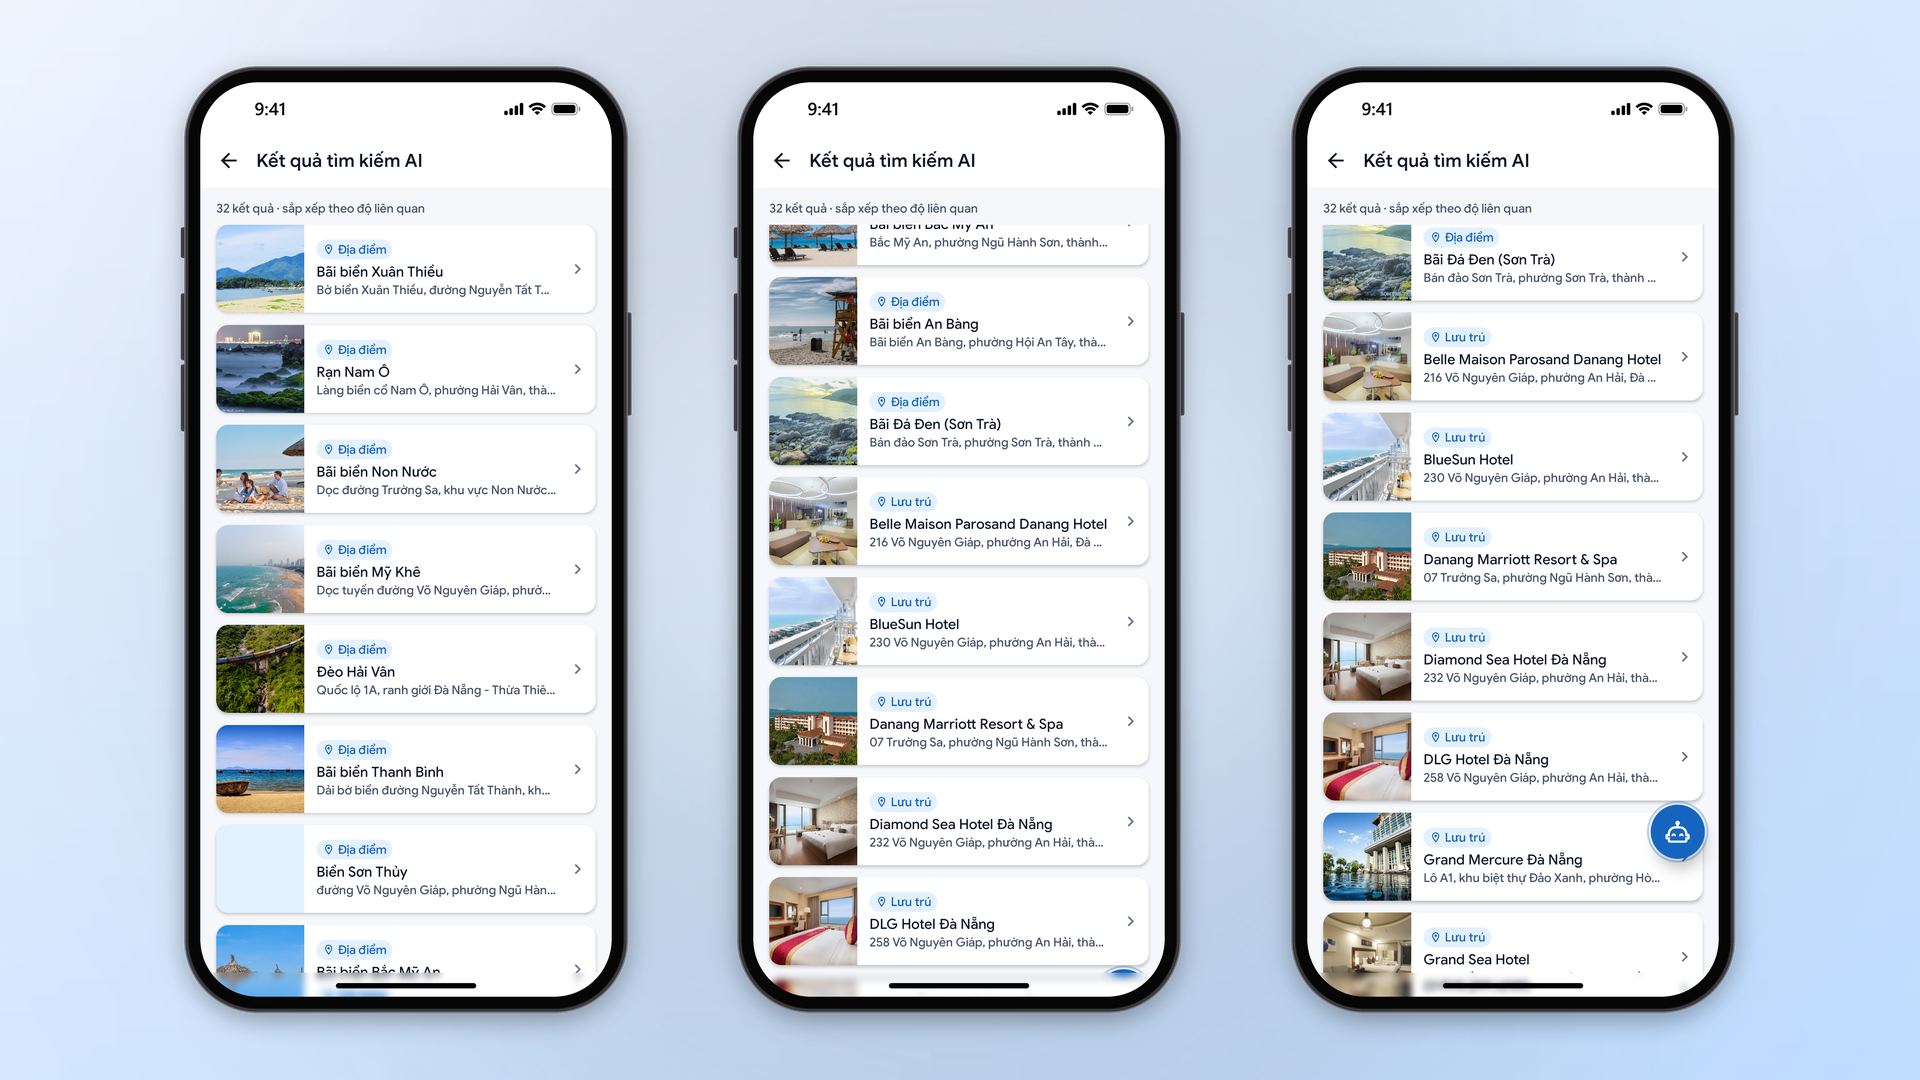 9:41
Kết quả tìm kiếm AI
32 kết quả · sắp xếp theo độ liên quan
Địa điểm
Bãi biển Xuân Thiều
Bờ biển Xuân Thiều, đường Nguyễn Tất T...
Địa điểm
Rạn Nam Ô
Làng biển cổ Nam Ô, phường Hải Vân, thà...
Địa điểm
Bãi biển Non Nước
Dọc đường Trường Sa, khu vực Non Nước...
Địa điểm
Bãi biển Mỹ Khê
Dọc tuyến đường Võ Nguyên Giáp, phườ...
Địa điểm
Đèo Hải Vân
Quốc lộ 1A, ranh giới Đà Nẵng - Thừa Thiê...
Địa điểm
Bãi biển Thanh Bình
Dải bờ biển đường Nguyễn Tất Thành, kh...
Địa điểm
Biển Sơn Thủy
đường Võ Nguyên Giáp, phường Ngũ Hàn...
Địa điểm
Bãi biển Bắc Mỹ An
9:41
Kết quả tìm kiếm AI
32 kết quả · sắp xếp theo độ liên quan
Bãi biển Bắc Mỹ An
Bắc Mỹ An, phường Ngũ Hành Sơn, thành...
Địa điểm
Bãi biển An Bàng
Bãi biển An Bàng, phường Hội An Tây, thà...
Địa điểm
Bãi Đá Đen (Sơn Trà)
Bán đảo Sơn Trà, phường Sơn Trà, thành ...
Lưu trú
Belle Maison Parosand Danang Hotel
216 Võ Nguyên Giáp, phường An Hải, Đà ...
Lưu trú
BlueSun Hotel
230 Võ Nguyên Giáp, phường An Hải, thà...
Lưu trú
Danang Marriott Resort & Spa
07 Trường Sa, phường Ngũ Hành Sơn, thà...
Lưu trú
Diamond Sea Hotel Đà Nẵng
232 Võ Nguyên Giáp, phường An Hải, thà...
Lưu trú
DLG Hotel Đà Nẵng
258 Võ Nguyên Giáp, phường An Hải, thà...
9:41
Kết quả tìm kiếm AI
32 kết quả · sắp xếp theo độ liên quan
Địa điểm
Bãi Đá Đen (Sơn Trà)
Bán đảo Sơn Trà, phường Sơn Trà, thành ...
Lưu trú
Belle Maison Parosand Danang Hotel
216 Võ Nguyên Giáp, phường An Hải, Đà ...
Lưu trú
BlueSun Hotel
230 Võ Nguyên Giáp, phường An Hải, thà...
Lưu trú
Danang Marriott Resort & Spa
07 Trường Sa, phường Ngũ Hành Sơn, thà...
Lưu trú
Diamond Sea Hotel Đà Nẵng
232 Võ Nguyên Giáp, phường An Hải, thà...
Lưu trú
DLG Hotel Đà Nẵng
258 Võ Nguyên Giáp, phường An Hải, thà...
Lưu trú
Grand Mercure Đà Nẵng
Lô A1, khu biệt thự Đảo Xanh, phường Hò...
Lưu trú
Grand Sea Hotel